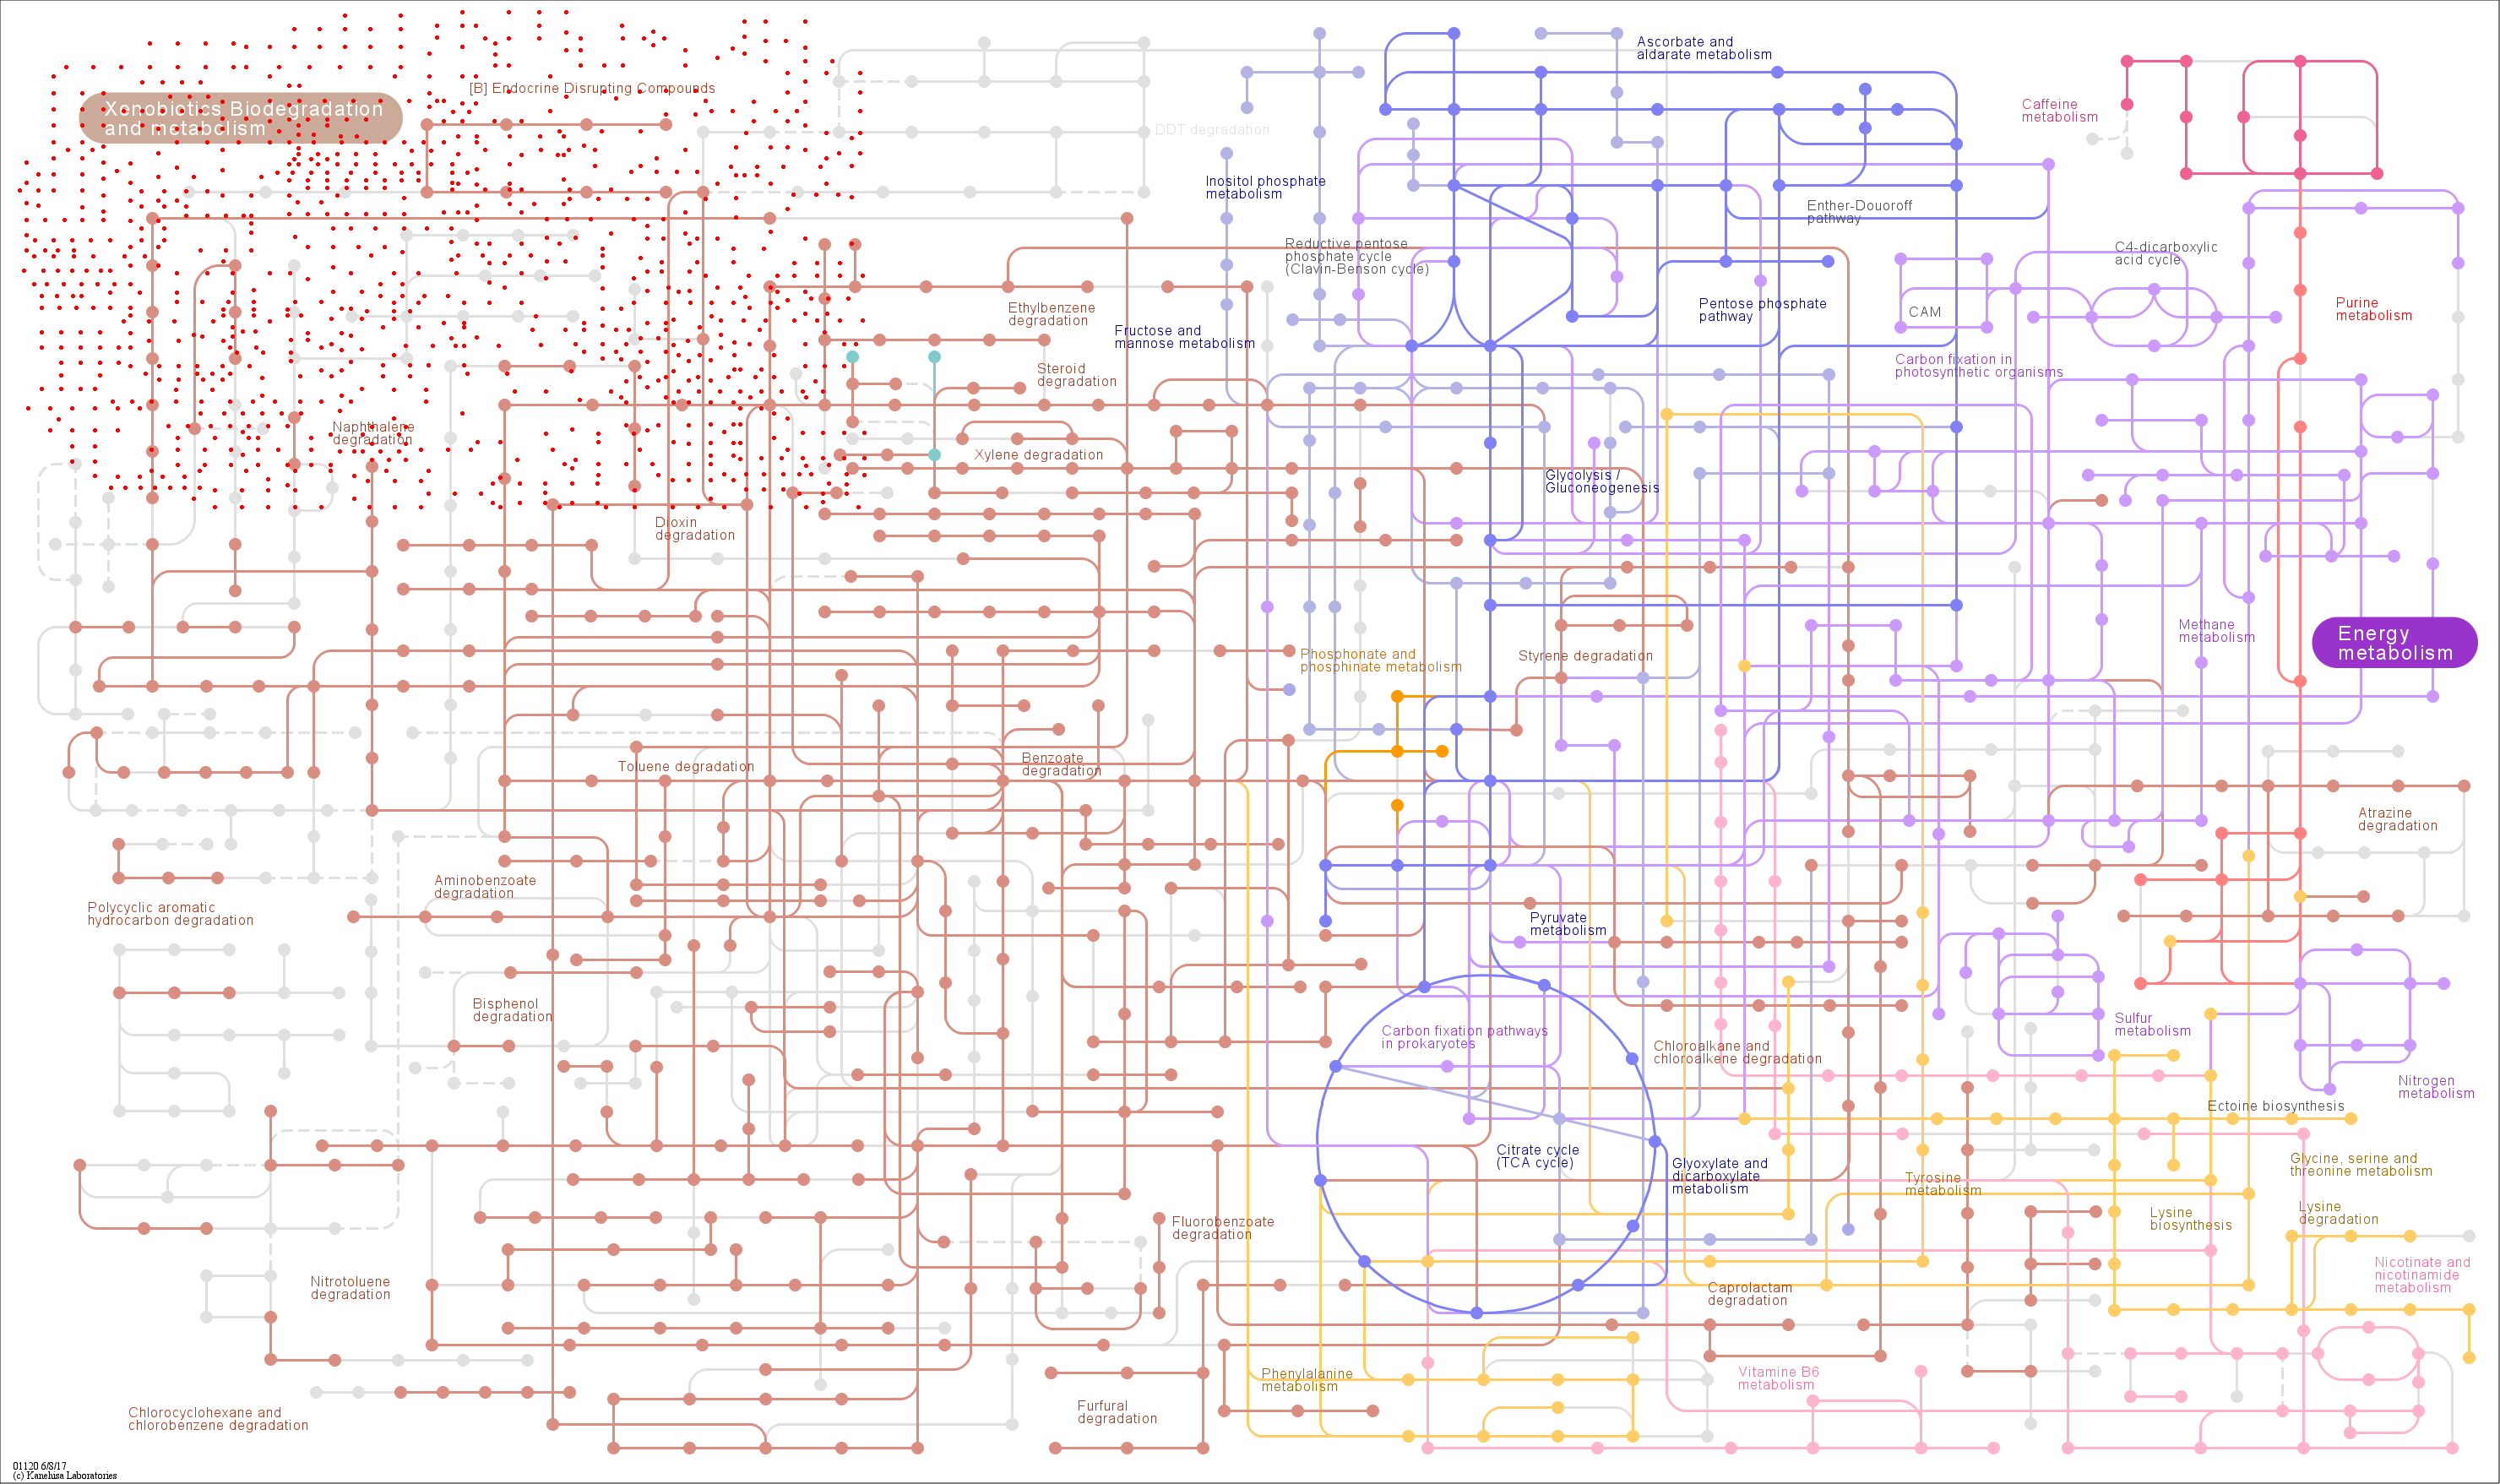 Xenobiotics Biodegradation
and metabolism
[B] Endocrine Disrupting Compounds
DDT degradation
Ascorbate and
aldarate metabolism
Caffeine
metabolism
Inositol phosphate
metabolism
Enther-Douoroff
pathway
Reductive pentose
phosphate cycle
(Clavin-Benson cycle)
C4-dicarboxylic
acid cycle
Ethylbenzene
degradation
Fructose and
mannose metabolism
Pentose phosphate
pathway
CAM
Purine
metabolism
Steroid
degradation
Carbon fixation in
photosynthetic organisms
Naphthalene
degradation
Xylene degradation
Glycolysis /
Gluconeogenesis
Dioxin
degradation
Phosphonate and
phosphinate metabolism
Styrene degradation
Methane
metabolism
Energy
metabolism
Toluene degradation
Benzoate
degradation
Atrazine
degradation
Aminobenzoate
degradation
Polycyclic aromatic
hydrocarbon degradation
Pyruvate
metabolism
Bisphenol
degradation
Carbon fixation pathways
in prokaryotes
Chloroalkane and
chloroalkene degradation
Sulfur
metabolism
Nitrogen
metabolism
Ectoine biosynthesis
Citrate cycle
(TCA cycle)
Glyoxylate and
dicarboxylate
metabolism
Tyrosine
metabolism
Glycine, serine and
threonine metabolism
Fluorobenzoate
degradation
Lysine
biosynthesis
Lysine
degradation
Nitrotoluene
degradation
Caprolactam
degradation
Nicotinate and
nicotinamide
metabolism
Phenylalanine
metabolism
Vitamine B6
metabolism
Chlorocyclohexane and
chlorobenzene degradation
Furfural
degradation
01120 6/8/17
(c) Kanehisa Laboratories